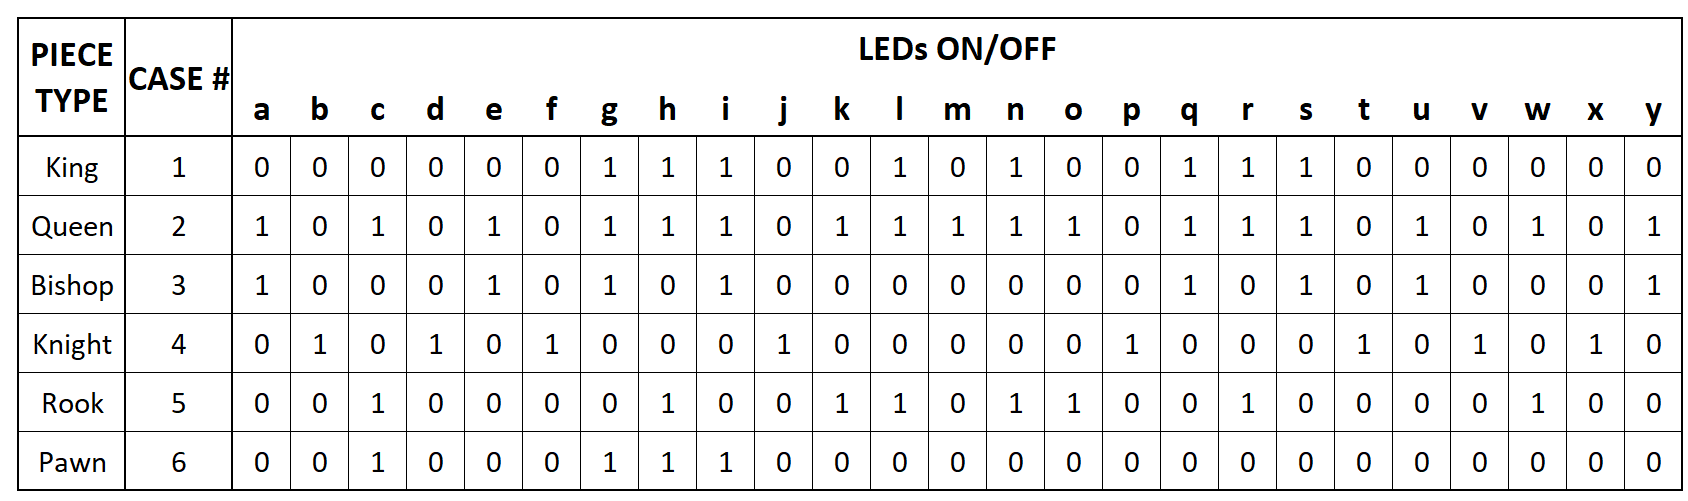 PIECE TYPE CASE # LEDs ON/OFF
a b c d e f g h i j k l m n o p q r s t u v w x y
King 1 0 0 0 0 0 0 1 1 1 0 0 1 0 1 0 0 1 1 1 0 0 0 0 0 0
Queen 2 1 0 1 0 1 0 1 1 1 0 1 1 1 1 1 0 1 1 1 0 1 0 1 0 1
Bishop 3 1 0 0 0 1 0 1 0 1 0 0 0 0 0 0 0 1 0 1 0 1 0 0 0 1
Knight 4 0 1 0 1 0 1 0 0 0 1 0 0 0 0 0 1 0 0 0 1 0 1 0 1 0
Rook 5 0 0 1 0 0 0 0 1 0 0 1 1 0 1 1 0 0 1 0 0 0 0 1 0 0
Pawn 6 0 0 1 0 0 0 1 1 1 0 0 0 0 0 0 0 0 0 0 0 0 0 0 0 0